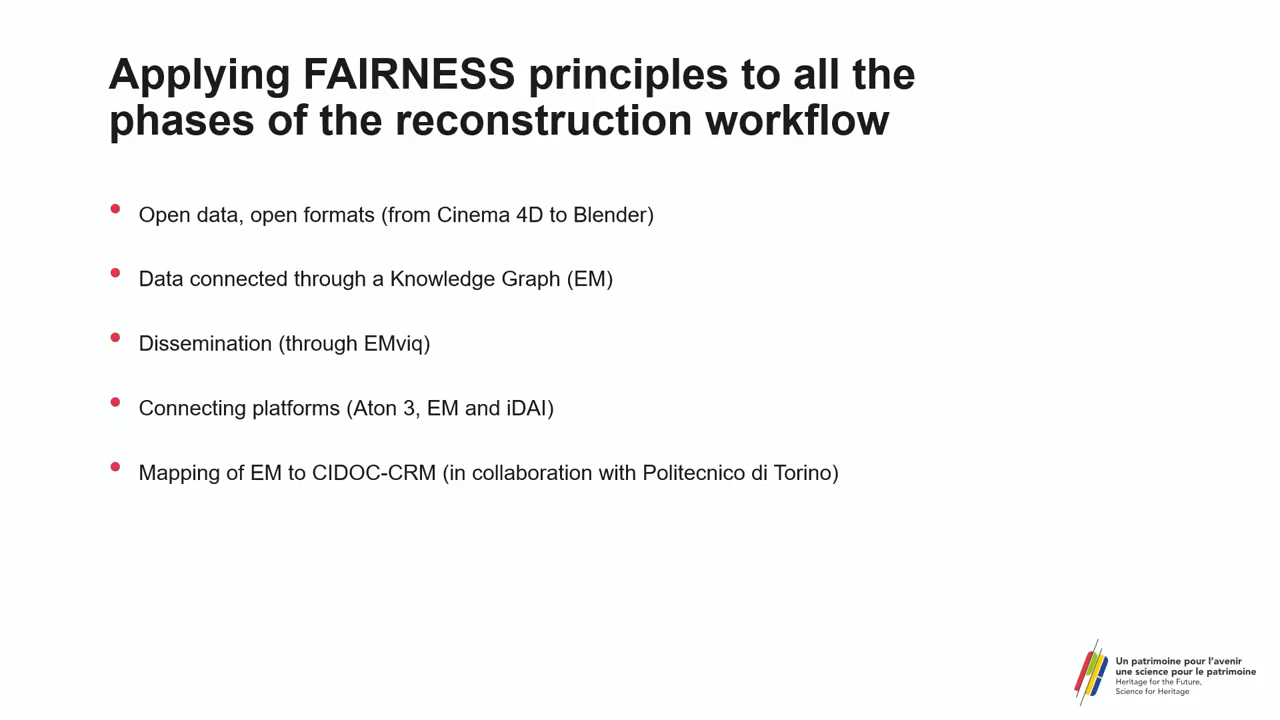 Applying FAIRNESS principles to all the
phases of the reconstruction workflow
• Open data, open formats (from Cinema 4D to Blender)
• Data connected through a Knowledge Graph (EM)
• Dissemination (through EMviq)
• Connecting platforms (Aton 3, EM and iDAI)
• Mapping of EM to CIDOC-CRM (in collaboration with Politecnico di Torino)
Un patrimoine pour l'avenir
une science pour le patrimoine
Heritage for the Future,
Science for Heritage